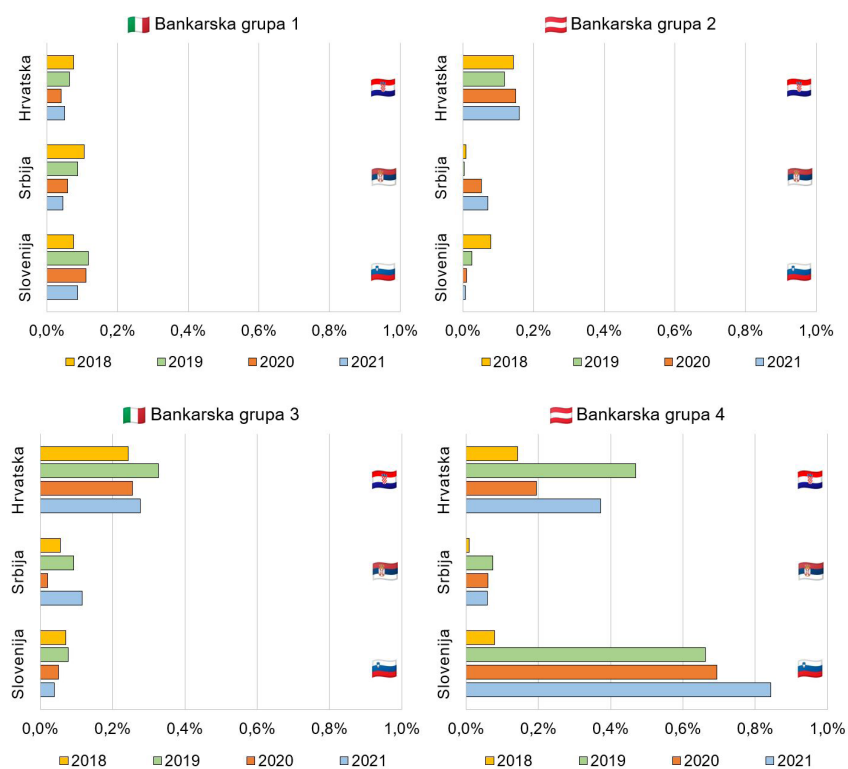 Bankarska grupa 1
Hrvatska
Srbija
Slovenija
0,0% 0,2% 0,4% 0,6% 0,8% 1,0%
2018 2019 2020 2021
Bankarska grupa 2
Hrvatska
Srbija
Slovenija
0,0% 0,2% 0,4% 0,6% 0,8% 1,0%
2018 2019 2020 2021
Bankarska grupa 3
Hrvatska
Srbija
Slovenija
0,0% 0,2% 0,4% 0,6% 0,8% 1,0%
2018 2019 2020 2021
Bankarska grupa 4
Hrvatska
Srbija
Slovenija
0,0% 0,2% 0,4% 0,6% 0,8% 1,0%
2018 2019 2020 2021